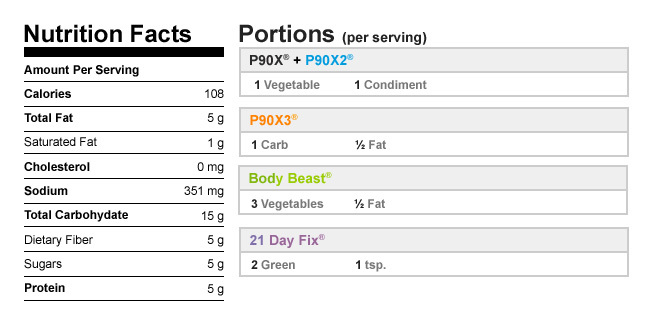 Nutrition Facts
Amount Per Serving
Calories 108
Total Fat 5 g
Saturated Fat 1 g
Cholesterol 0 mg
Sodium 351 mg
Total Carbohydate 15 g
Dietary Fiber 5 g
Sugars 5 g
Protein 5 g
Portions (per serving)
P90X® + P90X2®
1 Vegetable 1 Condiment
P90X3®
1 Carb ½ Fat
Body Beast®
3 Vegetables ½ Fat
21 Day Fix®
2 Green 1 tsp.